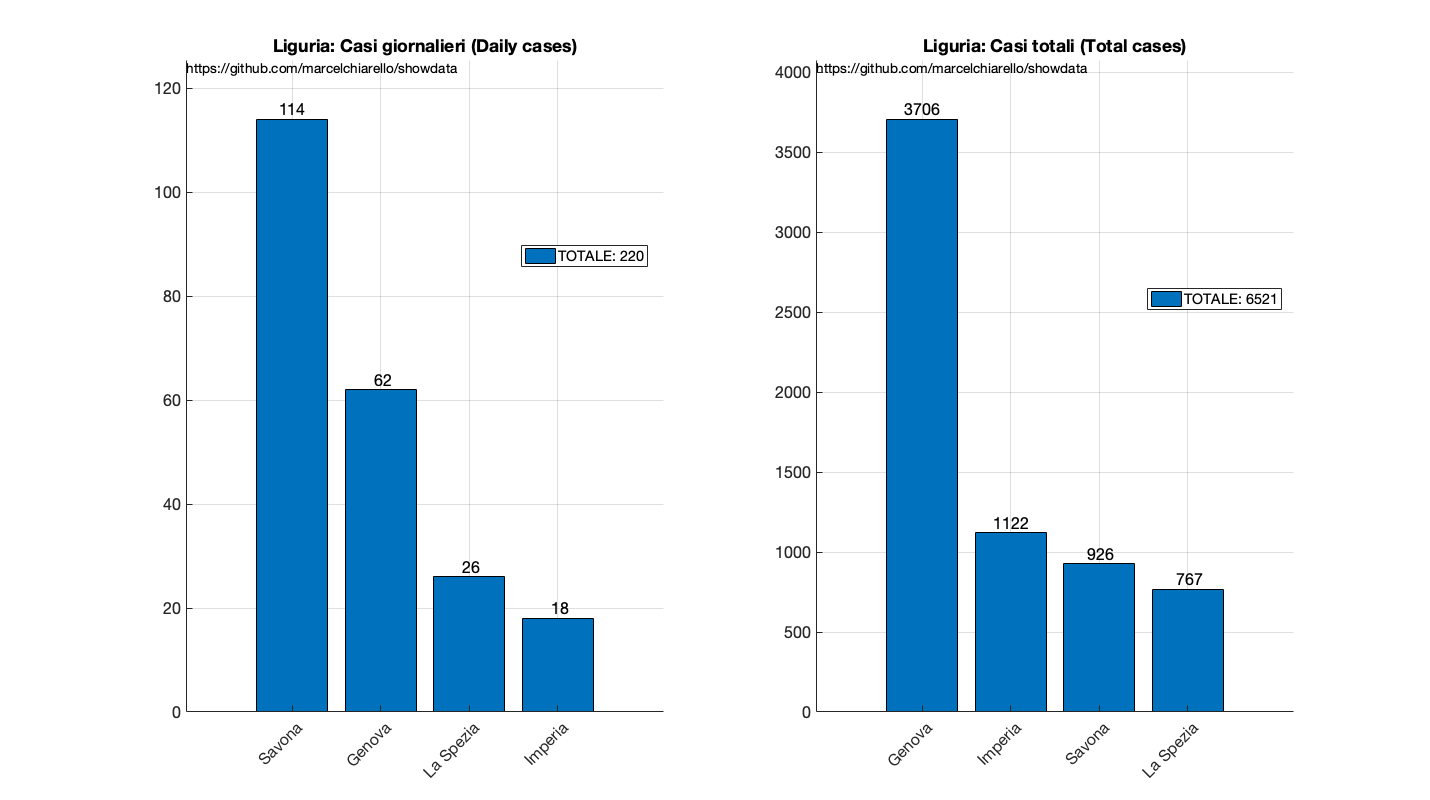 Liguria: Casi giornalieri (Daily cases)
https://github.com/marcelchiarello/showdata
120
100
80
60
40
20
0
114
62
26
18
TOTALE: 220
Savona
Genova
La Spezia
Imperia
Liguria: Casi totali (Total cases)
https://github.com/marcelchiarello/showdata
4000
3500
3000
2500
2000
1500
1000
500
0
3706
1122
926
767
TOTALE: 6521
Genova
Imperia
Savona
La Spezia